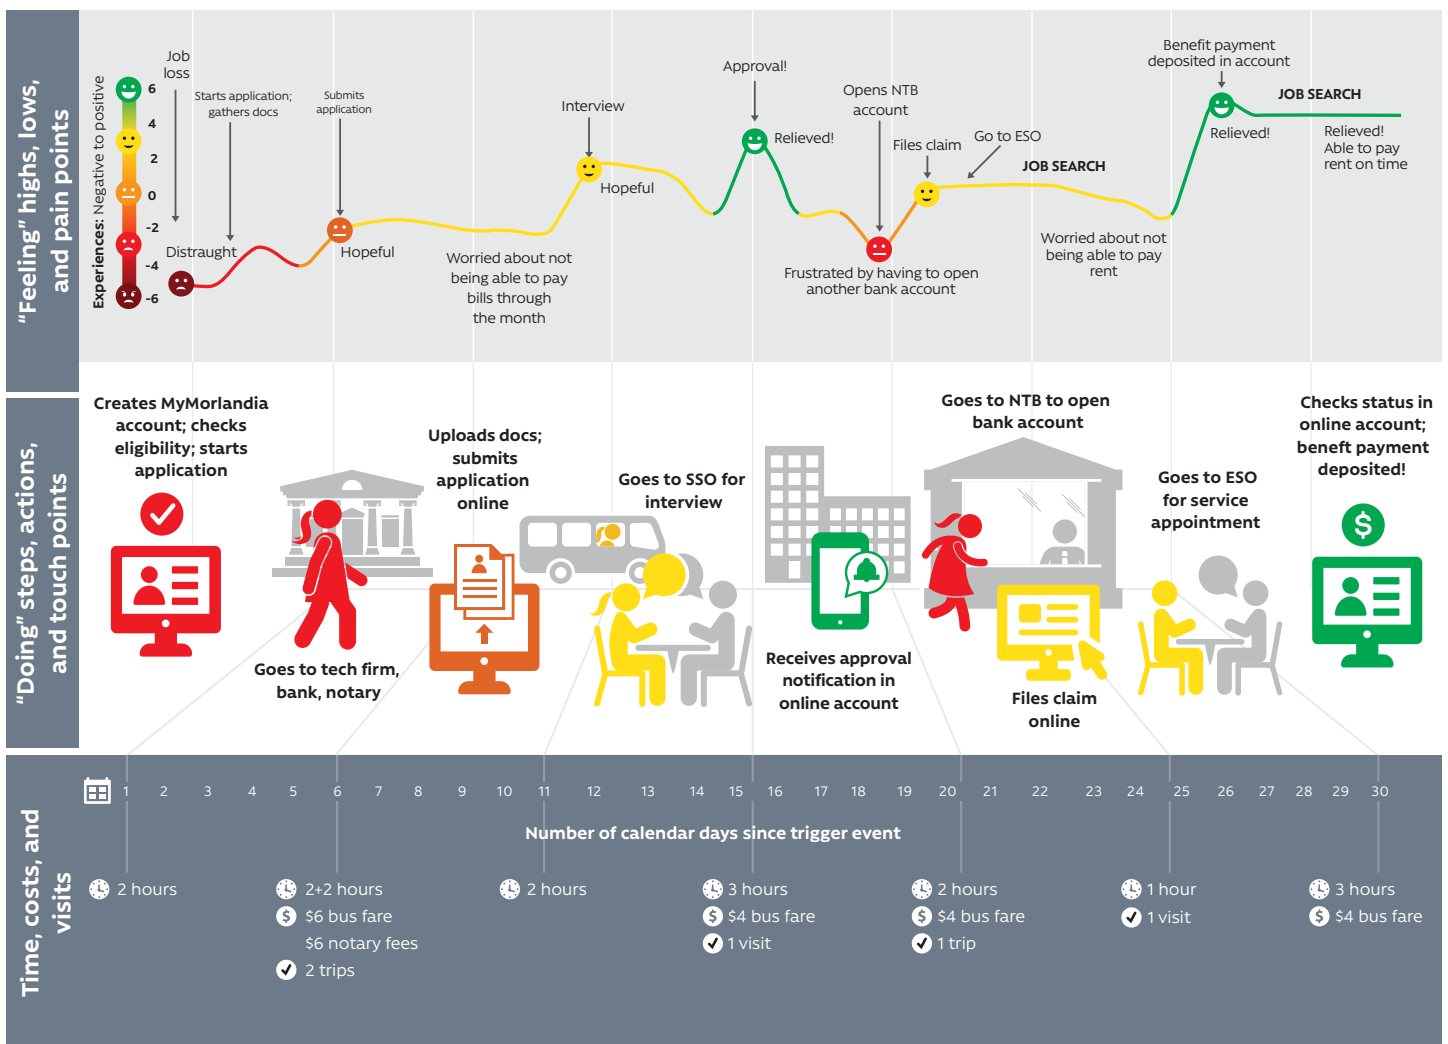 "Feeling" highs, lows,
and pain points
Experiences: Negative to positive
6
4
2
0
-2
-4
-6
Job
loss
Distraught
Starts application;
gathers docs
Submits
application
Hopeful
Worried about not
being able to pay
bills through
the month
Interview
Hopeful
Approval!
Relieved!
Opens NTB
account
Frustrated by having to open
another bank account
Files claim
Go to ESO
JOB SEARCH
Worried about not
being able to pay
rent
Benefit payment
deposited in account
Relieved!
JOB SEARCH
Relieved!
Able to pay
rent on time
"Doing" steps, actions,
and touch points
Creates MyMorlandia
account; checks
eligibility; starts
application
Goes to tech firm,
bank, notary
Uploads docs;
submits
application
online
Goes to SSO for
interview
Receives approval
notification in
online account
Goes to NTB to open
bank account
Files claim
online
Goes to ESO
for service
appointment
Checks status in
online account;
beneft payment
deposited!
$
Time, costs, and
visits
1 2 3 4 5 6 7 8 9 10 11 12 13 14 15 16 17 18 19 20 21 22 23 24 25 26 27 28 29 30
Number of calendar days since trigger event
2 hours
2+2 hours
$ $6 bus fare
$6 notary fees
2 trips
2 hours
3 hours
$ $4 bus fare
1 visit
2 hours
$ $4 bus fare
1 trip
1 hour
1 visit
3 hours
$ $4 bus fare